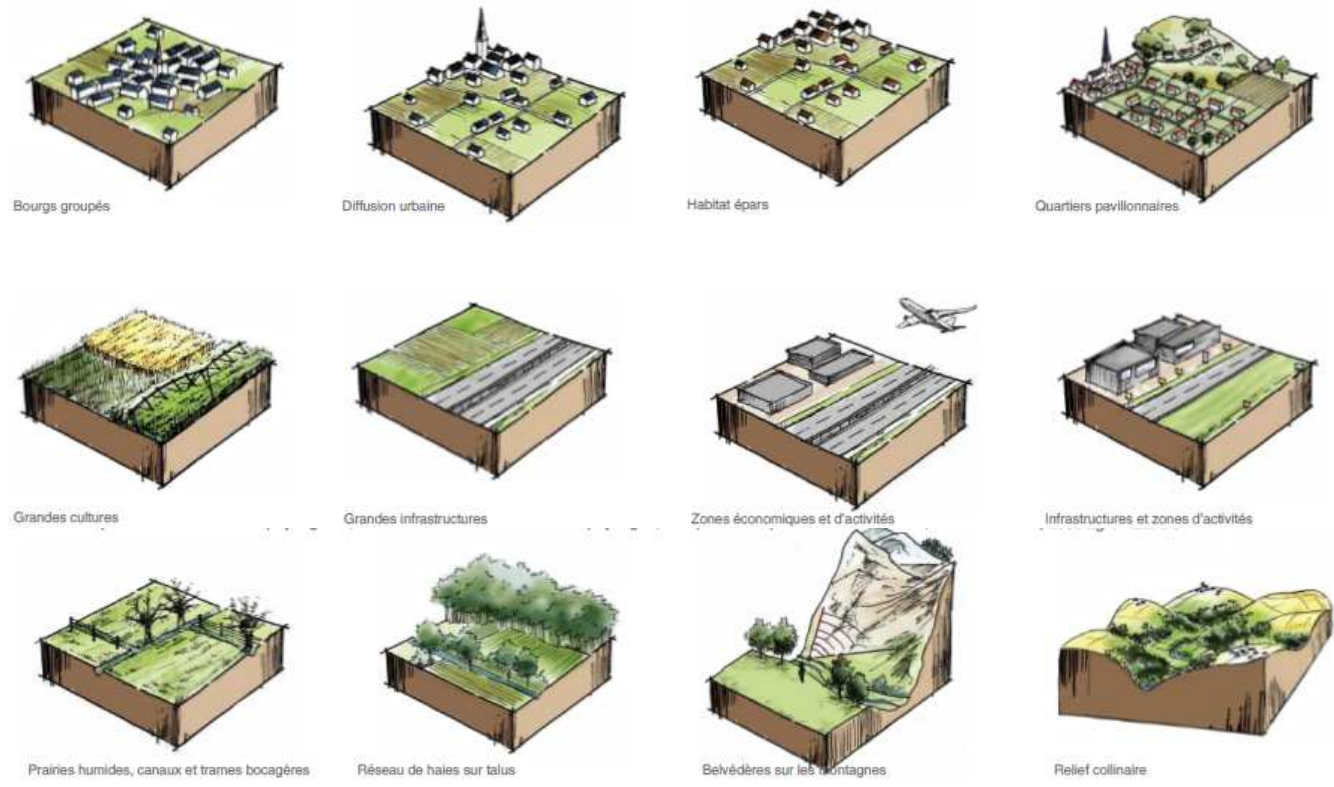 Bourgs groupés
Diffusion urbaine
Habitat épars
Quartiers pavillonnaires
Grandes cultures
Grandes infrastructures
Zones économiques et d'activités
Infrastructures et zones d'activités
Prairies humides, canaux et trames bocagères
Réseau de haies sur talus
Belvédères sur les montagnes
Relief collinaire